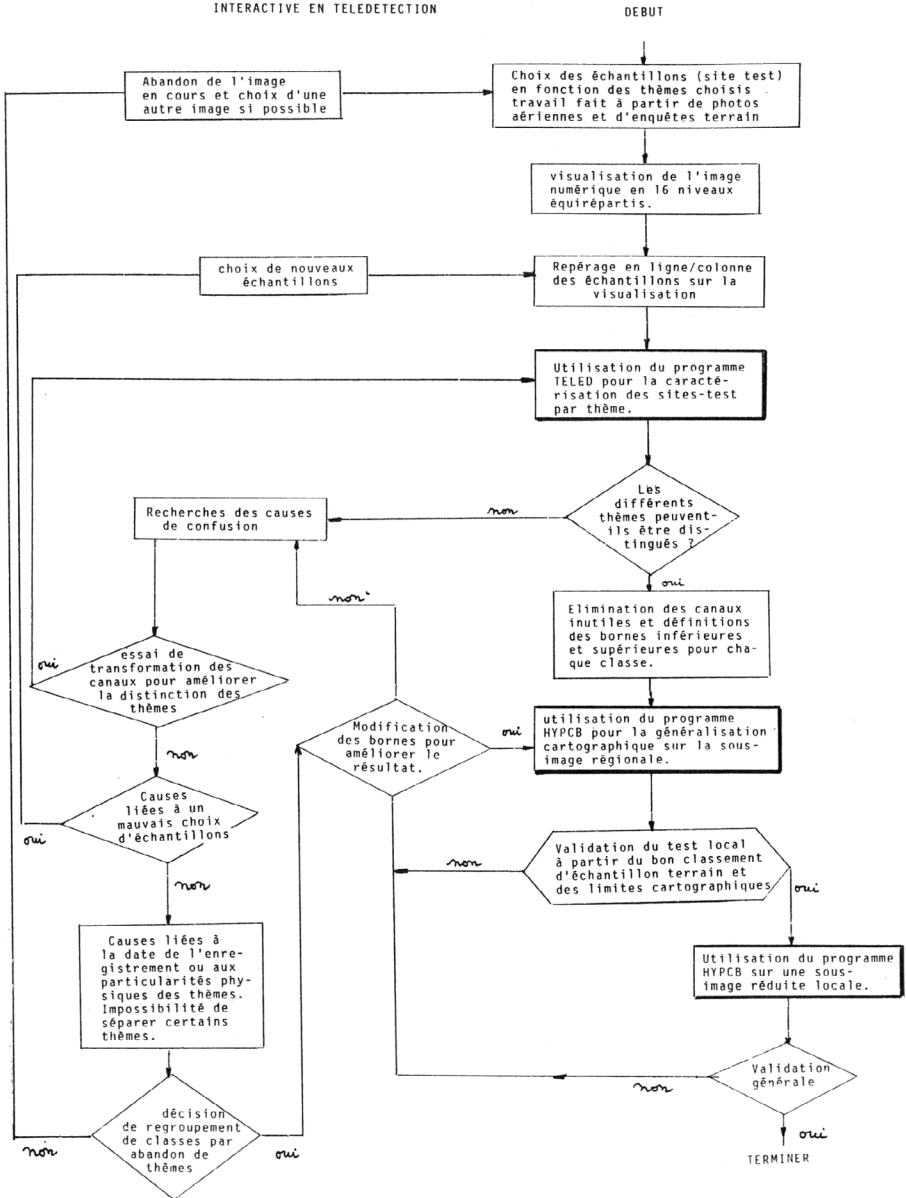 INTERACTIVE EN TELEDETECTION
DEBUT
Abandon de l'image
en cours et choix d'une
autre image si possible
Choix des échantillons (site test)
en fonction des thèmes choisis
travail fait à partir de photos
aériennes et d'enquêtes terrain
visualisation de l'image
numérique en 16 niveaux
équirépartis.
choix de nouveaux
échantillons
Repérage en ligne/colonne
des échantillons sur la
visualisation
Utilisation du programme
TELED pour la caracté-
risation des sites-test
par thème.
Les
différents
thèmes peuvent-
ils être dis-
tingués ?
non
oui
Recherches des causes
de confusion
non
Elimination des canaux
inutiles et définitions
des bornes inférieures
et supérieures pour cha
que classe.
essai de
transformation des
canaux pour améliorer
la distinction des
thèmes
oui
non
Modification
des bornes pour
améliorer le
résultat.
oui
utilisation du programme
HYPCB pour la généralisation
cartographique sur la sous-
image régionale.
Causes
liées à un
mauvais choix
d'échantillons
oui
non
Validation du test local
à partir du bon classement
d'échantillon terrain et
des limites cartographiques
non
oui
Causes liées à
la date de l'enre-
gistrement ou aux
particularités phy-
siques des thèmes.
Impossibilité de
séparer certains
thèmes.
Utilisation du programme
HYPCB sur une sous-
image réduite locale.
Validation
générale
non
oui
TERMINER
décision
de regroupement
de classes par
abandon de
thèmes
non
oui